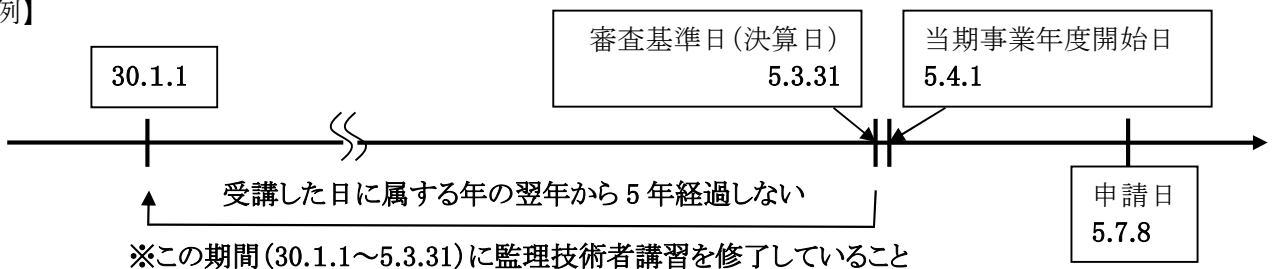 例】
30.1.1
審査基準日(決算日)
5.3.31
当期事業年度開始日
5.4.1
受講した日に属する年の翌年から5年経過しない
申請日
5.7.8
※この期間(30.1.1~5.3.31)に監理技術者講習を修了していること